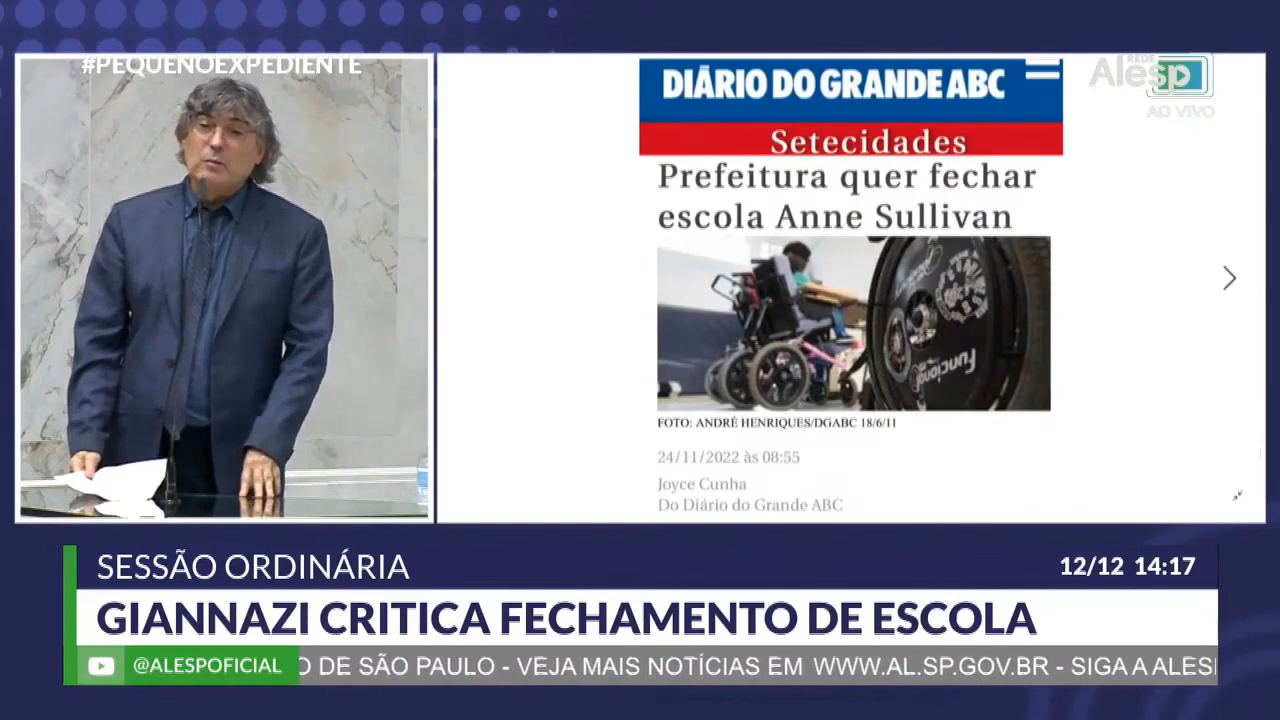 #PEQUENOEXPEDIENTE
DIÁRIO DO GRANDE ABC
REDE
Alesp
AO VIVO
Setecidades
Prefeitura quer fechar
escola Anne Sullivan
Funcional
FOTO: ANDRÉ HENRIQUES/DGABC 18/6/11
24/11/2022 às 08:55
Joyce Cunha
Do Diário do Grande ABC
SESSÃO ORDINÁRIA
12/12 14:17
GIANNAZI CRITICA FECHAMENTO DE ESCOLA
@ALESPOFICIAL
O DE SÃO PAULO - VEJA MAIS NOTÍCIAS EM WWW.AL.SP.GOV.BR - SIGA A ALES